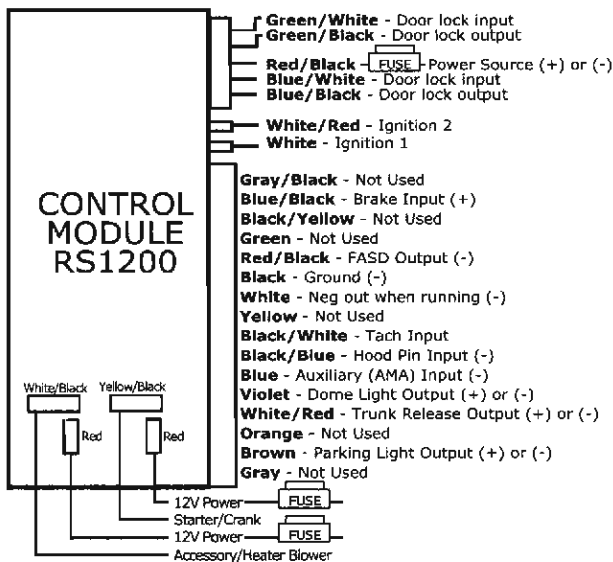 Green/White - Door lock input
Green/Black - Door lock output
Red/Black - FUSE - Power Source (+) or (-)
Blue/White - Door lock input
Blue/Black - Door lock output
White/Red - Ignition 2
White - Ignition 1
CONTROL
MODULE
RS1200
Gray/Black - Not Used
Blue/Black - Brake Input (+)
Black/Yellow - Not Used
Green - Not Used
Red/Black - FASD Output (-)
Black - Ground (-)
White - Neg out when running (-)
Yellow - Not Used
Black/White - Tach Input
Black/Blue - Hood Pin Input (-)
Blue - Auxiliary (AMA) Input (-)
Violet - Dome Light Output (+) or (-)
White/Red - Trunk Release Output (+) or (-)
Orange - Not Used
Brown - Parking Light Output (+) or (-)
Gray - Not Used
White/Black Yellow/Black
Red Red
12V Power FUSE
Starter/Crank
12V Power FUSE
Accessory/Heater Blower